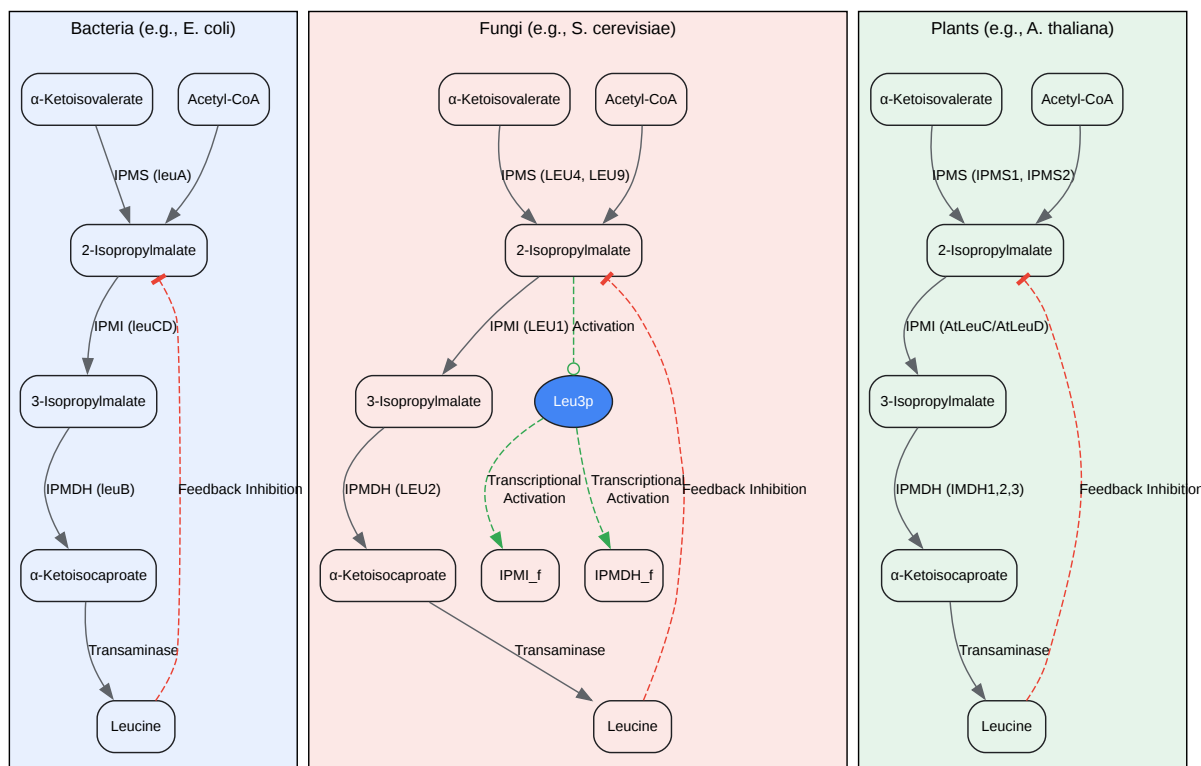 Bacteria (e.g., E. coli)
α-Ketoisovalerate
Acetyl-CoA
IPMS (leuA)
2-Isopropylmalate
IPMI (leuCD)
3-Isopropylmalate
IPMDH (leuB)
Feedback Inhibition
α-Ketoisocaproate
Transaminase
Leucine
Fungi (e.g., S. cerevisiae)
α-Ketoisovalerate
Acetyl-CoA
IPMS (LEU4, LEU9)
2-Isopropylmalate
IPMI (LEU1)
Activation
3-Isopropylmalate
Leu3p
IPMDH (LEU2)
Transcriptional
Activation
Transcriptional
Activation
Feedback Inhibition
α-Ketoisocaproate
IPMI_f
IPMDH_f
Transaminase
Leucine
Plants (e.g., A. thaliana)
α-Ketoisovalerate
Acetyl-CoA
IPMS (IPMS1, IPMS2)
2-Isopropylmalate
IPMI (AtLeuC/AtLeuD)
3-Isopropylmalate
IPMDH (IMDH1,2,3)
Feedback Inhibition
α-Ketoisocaproate
Transaminase
Leucine